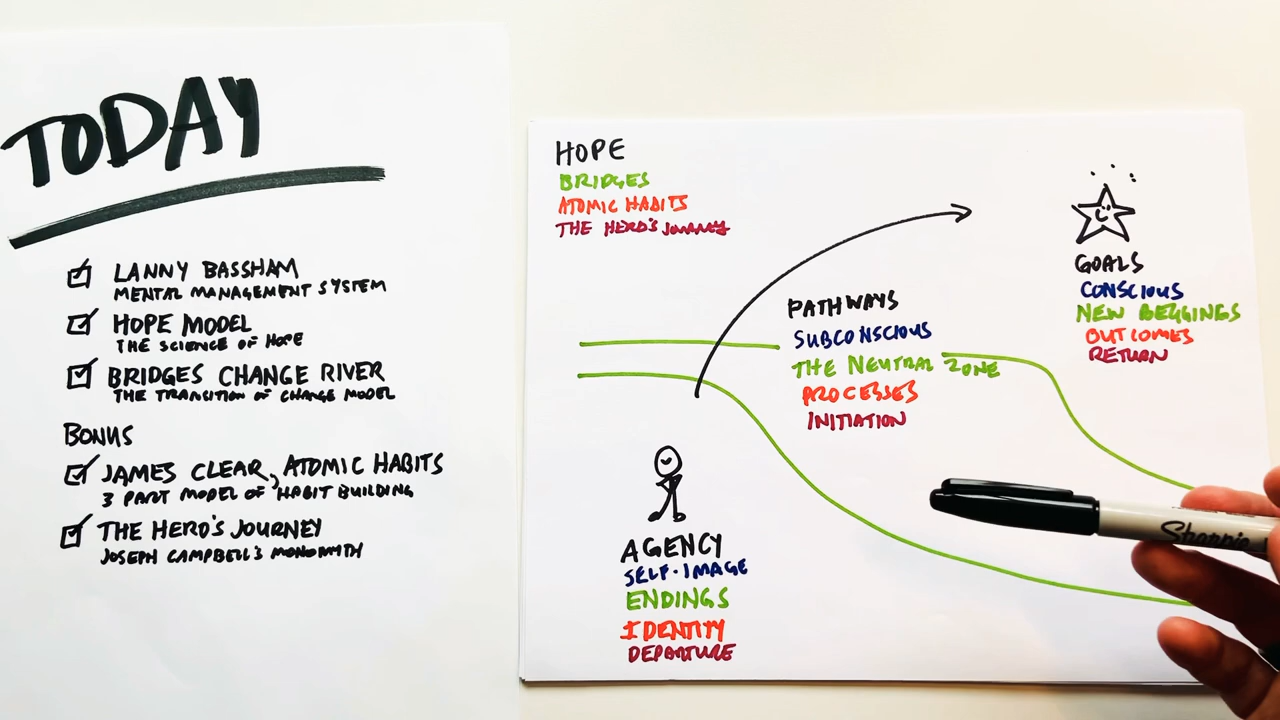 TODAY
LANNY BASSHAM
MENTAL MANAGEMENT SYSTEM
HOPE MODEL
THE SCIENCE OF HOPE
BRIDGES CHANGE RIVER
THE TRANSITION OF CHANGE MODEL
BONUS
JAMES CLEAR, ATOMIC HABITS
3 PART MODEL OF HABIT BUILDING
THE HERO'S JOURNEY
JOSEPH CAMPBELL'S MONOMYTH
HOPE
BRIDGES
ATOMIC HABITS
THE HERO'S JOURNEY
PATHWAYS
SUBCONSCIOUS
THE NEUTRAL ZONE
PROCESSES
INITIATION
GOALS
CONSCIOUS
NEW BEGGINGS
OUTCOMES
RETURN
AGENCY
SELF-IMAGE
ENDINGS
IDENTITY
DEPARTURE
Sharpie